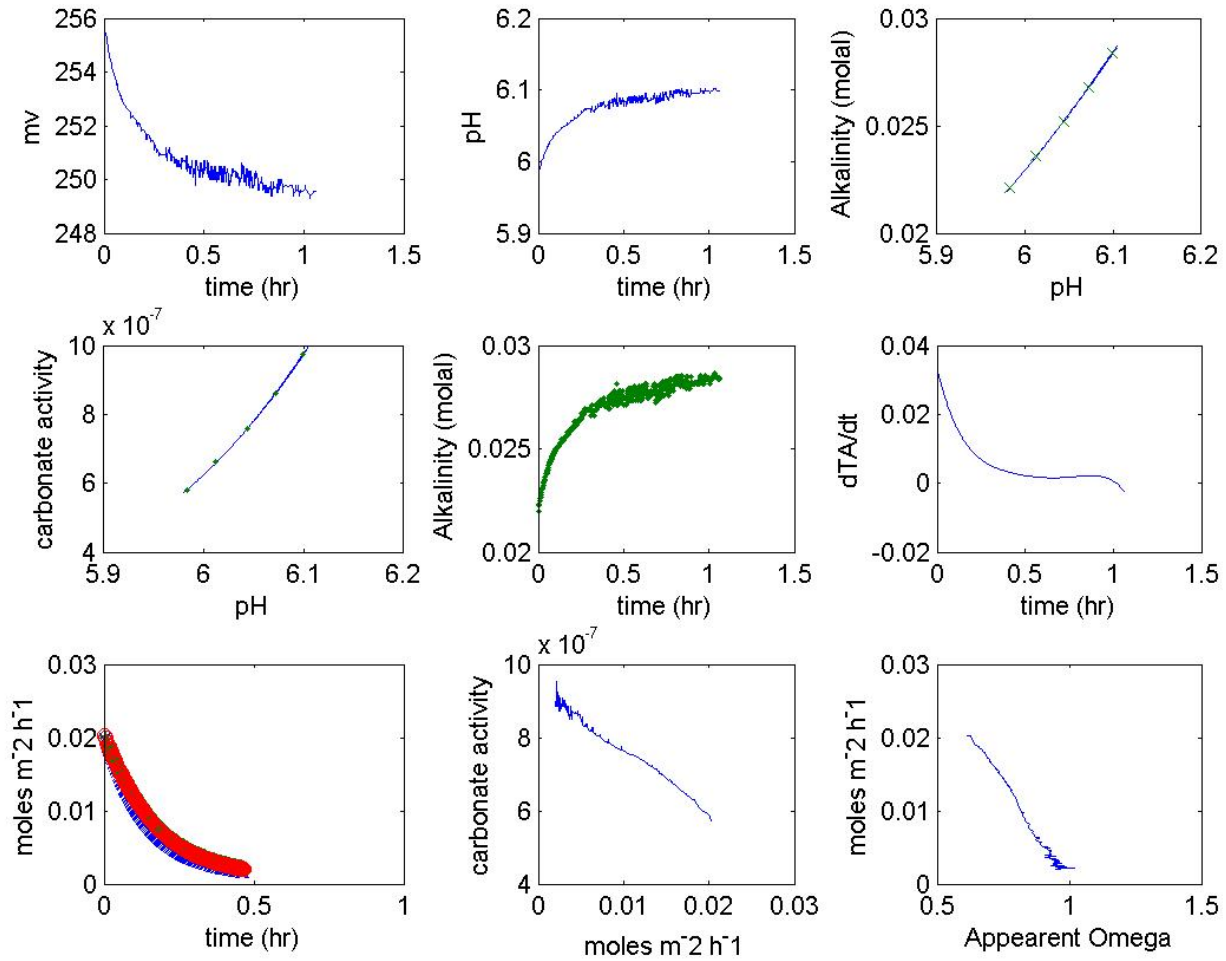 256
254
252
250
248
mv
0 0.5 1 1.5
time (hr)
6.2
6.1
6
5.9
pH
0 0.5 1 1.5
time (hr)
0.03
0.025
0.02
Alkalinity (molal)
5.9 6 6.1 6.2
pH
x 10-7
10
8
6
4
carbonate activity
5.9 6 6.1 6.2
pH
0.03
0.025
0.02
Alkalinity (molal)
0 0.5 1 1.5
time (hr)
0.04
0.02
0
-0.02
dTA/dt
0 0.5 1 1.5
time (hr)
0.03
0.02
0.01
0
moles m-2 h-1
0 0.5 1
time (hr)
x 10-7
10
8
6
4
carbonate activity
0 0.01 0.02 0.03
moles m-2 h-1
0.03
0.02
0.01
0
moles m-2 h-1
0.5 1 1.5
Appearent Omega